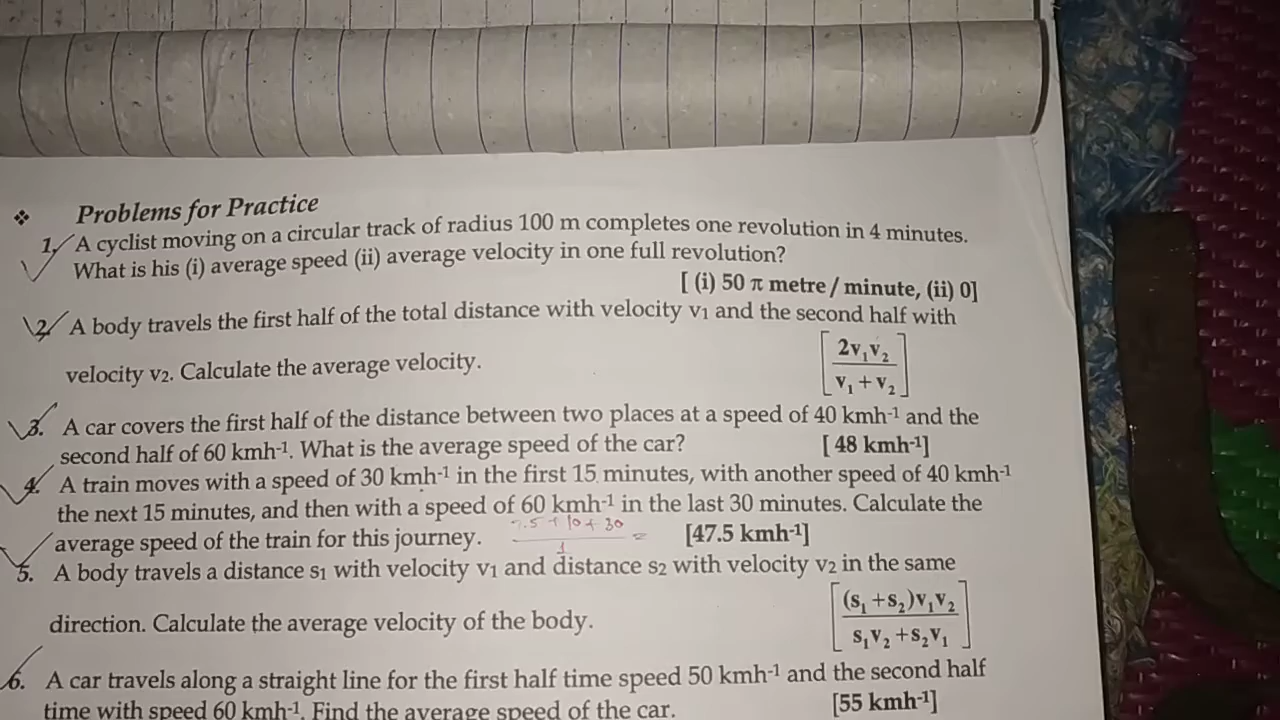 ❖ Problems for Practice
1. A cyclist moving on a circular track of radius 100 m completes one revolution in 4 minutes.
What is his (i) average speed (ii) average velocity in one full revolution?
[ (i) 50 π metre / minute, (ii) 0]
2. A body travels the first half of the total distance with velocity v₁ and the second half with
velocity v₂. Calculate the average velocity. [2v₁v₂ / v₁ + v₂]
3. A car covers the first half of the distance between two places at a speed of 40 kmh⁻¹ and the
second half of 60 kmh⁻¹. What is the average speed of the car? [ 48 kmh⁻¹]
4. A train moves with a speed of 30 kmh⁻¹ in the first 15 minutes, with another speed of 40 kmh⁻¹
the next 15 minutes, and then with a speed of 60 kmh⁻¹ in the last 30 minutes. Calculate the
average speed of the train for this journey. 7.5 + 10 + 30 / 1 = [47.5 kmh⁻¹]
5. A body travels a distance s₁ with velocity v₁ and distance s₂ with velocity v₂ in the same
direction. Calculate the average velocity of the body. [(s₁ + s₂)v₁v₂ / s₁v₂ + s₂v₁]
6. A car travels along a straight line for the first half time speed 50 kmh⁻¹ and the second half
time with speed 60 kmh⁻¹. Find the average speed of the car. [55 kmh⁻¹]